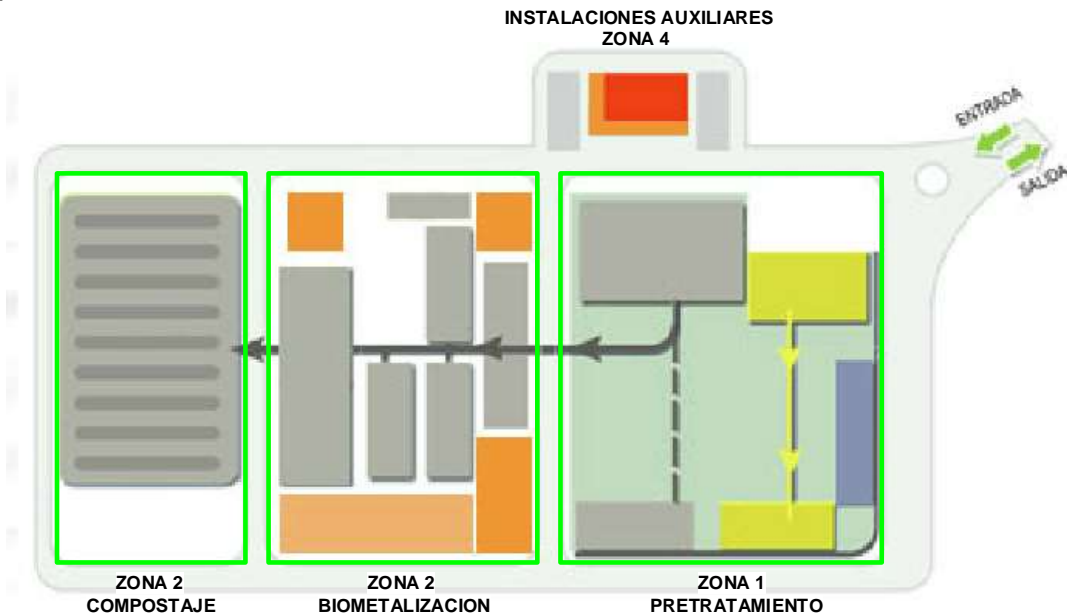 INSTALACIONES AUXILIARES
ZONA 4
ENTRADA
SALIDA
ZONA 2
COMPOSTAJE
ZONA 2
BIOMETALIZACION
ZONA 1
PRETRATAMIENTO